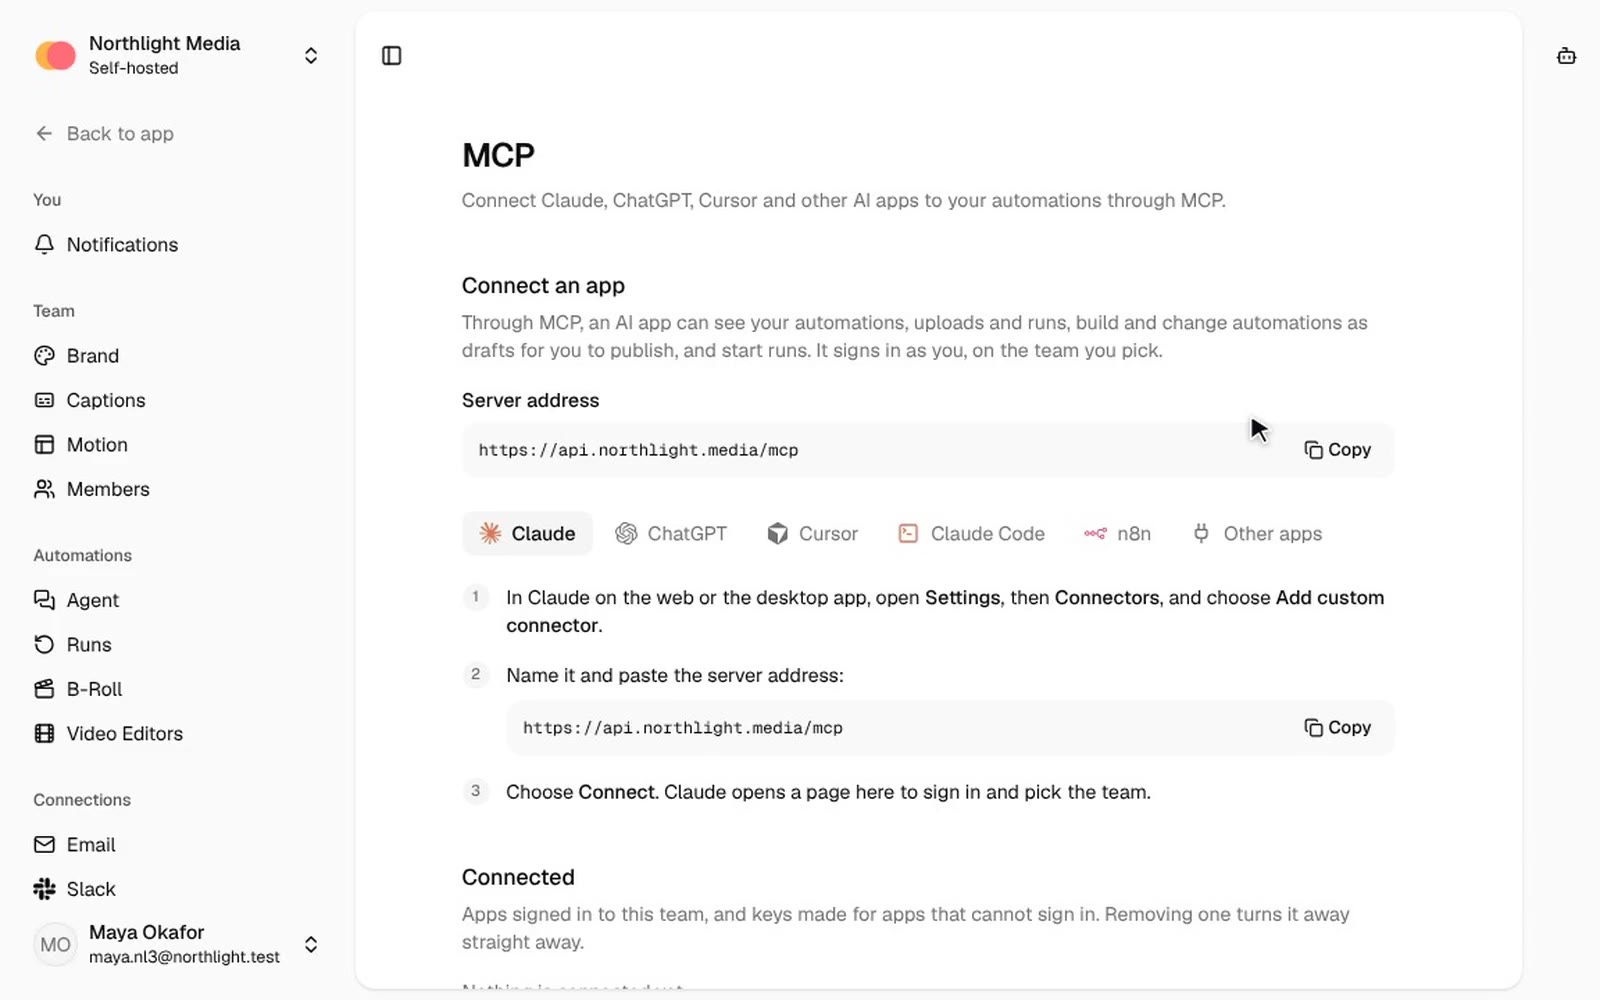 Northlight Media
Self-hosted
Back to app
You
Notifications
Team
Brand
Captions
Motion
Members
Automations
Agent
Runs
B-Roll
Video Editors
Connections
Email
Slack
MO
Maya Okafor
maya.nl3@northlight.test
MCP
Connect Claude, ChatGPT, Cursor and other AI apps to your automations through MCP.
Connect an app
Through MCP, an AI app can see your automations, uploads and runs, build and change automations as
drafts for you to publish, and start runs. It signs in as you, on the team you pick.
Server address
https://api.northlight.media/mcp Copy
Claude ChatGPT Cursor Claude Code n8n Other apps
1 In Claude on the web or the desktop app, open Settings, then Connectors, and choose Add custom
connector.
2 Name it and paste the server address:
https://api.northlight.media/mcp Copy
3 Choose Connect. Claude opens a page here to sign in and pick the team.
Connected
Apps signed in to this team, and keys made for apps that cannot sign in. Removing one turns it away
straight away.